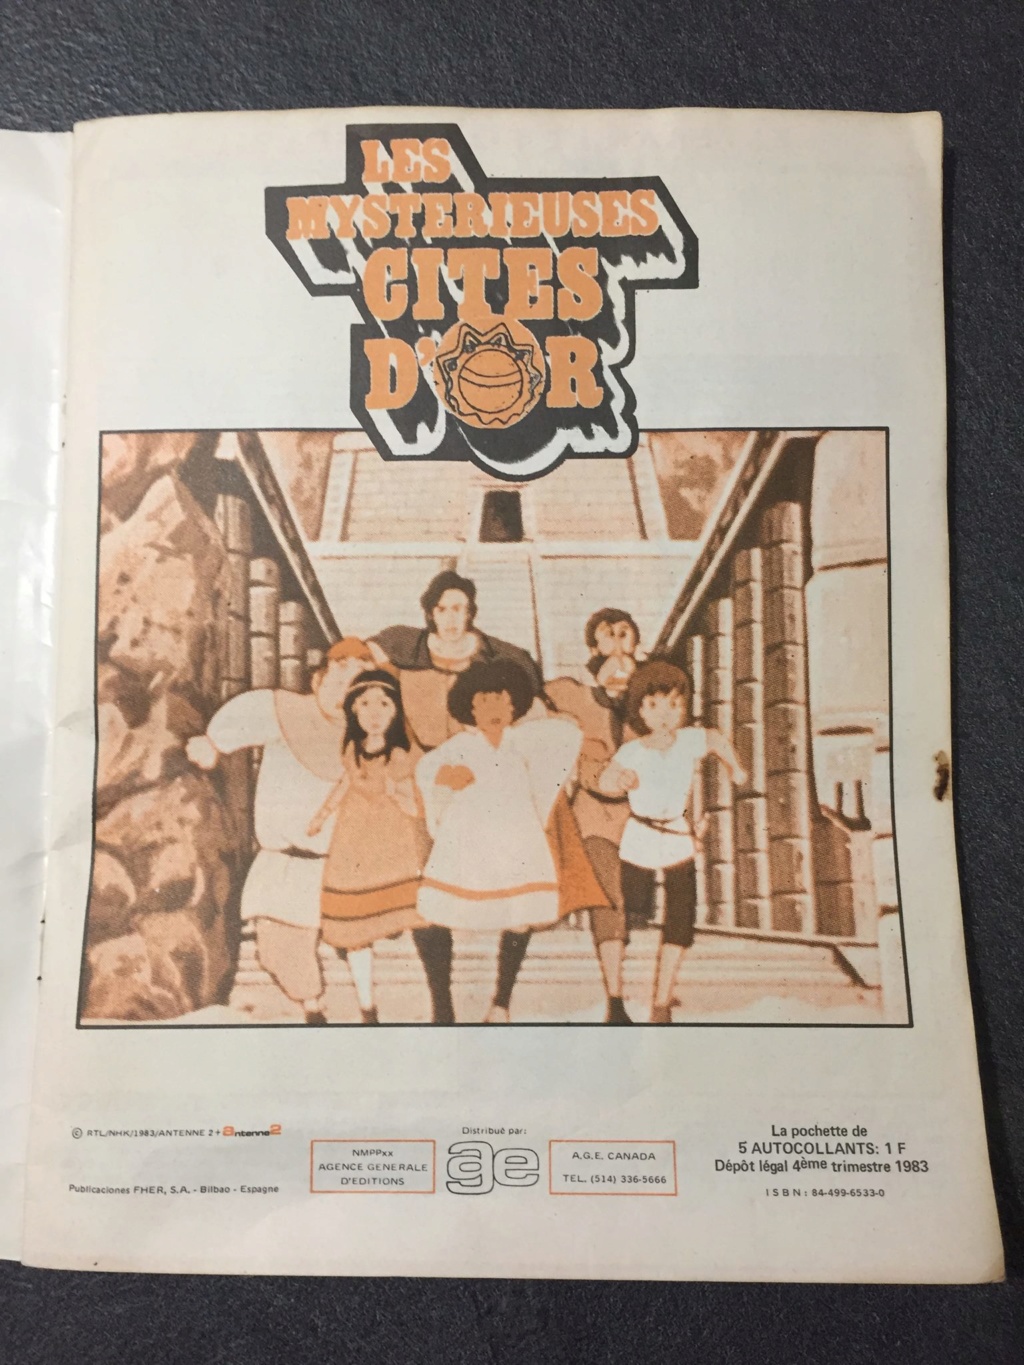 LES
MYSTERIEUSES
CITES
D'OR
© RTL/NHK/1983/ANTENNE 2 + antenne 2
Publicaciones FHER, S.A. - Bilbao - Espagne
NMPPxx
AGENCE GENERALE
D'EDITIONS
Distribué par:
age
A.G.E. CANADA
TEL. (514) 336-5666
La pochette de
5 AUTOCOLLANTS: 1 F
Dépôt légal 4ème trimestre 1983
ISBN: 84-499-6533-0